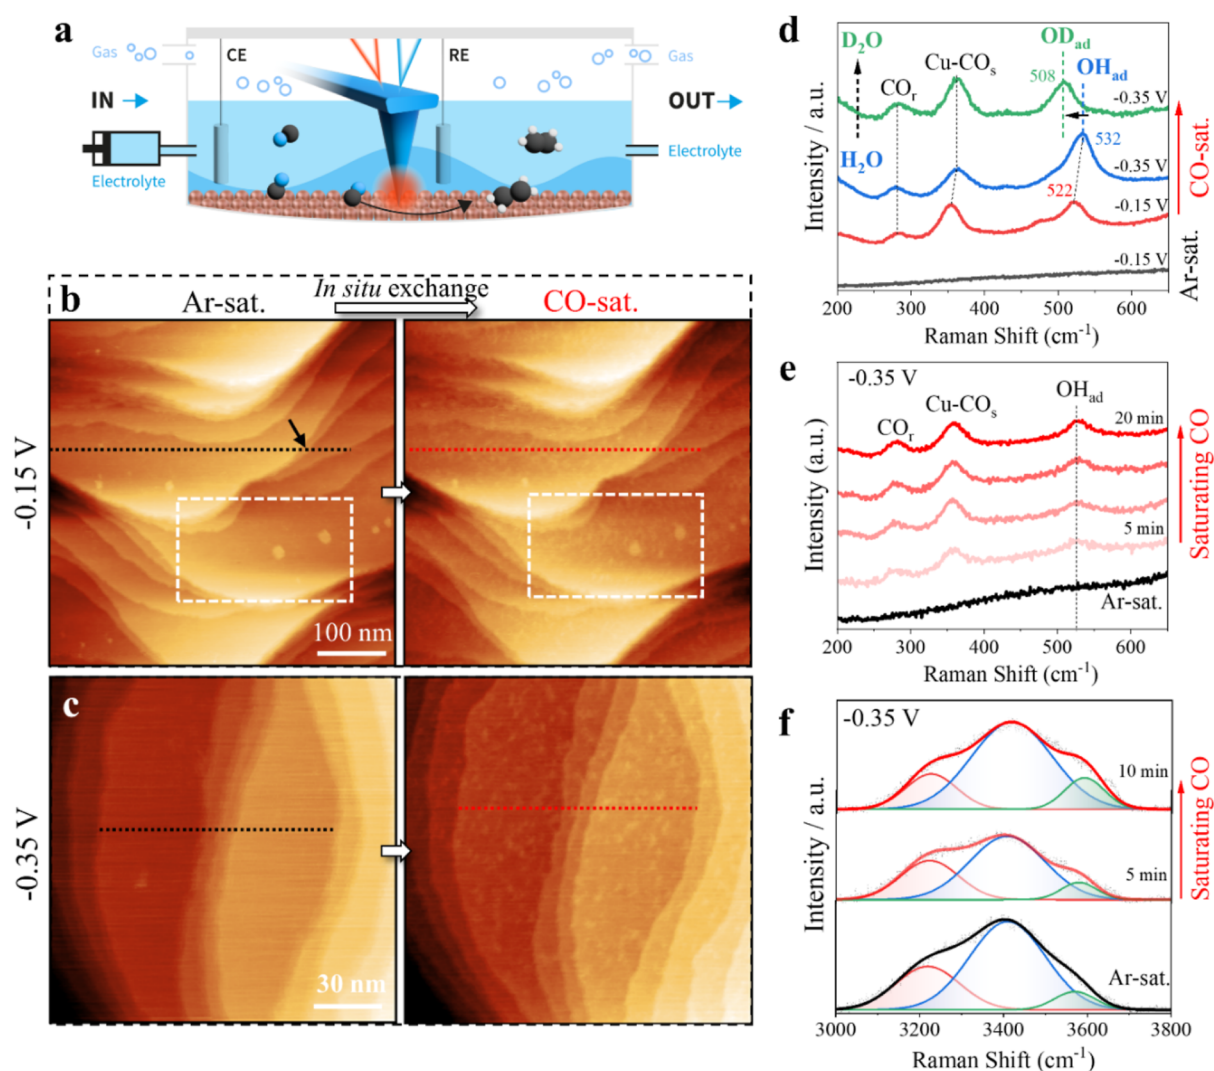 a
Gas
CE
RE
Gas
IN
OUT
Electrolyte
Electrolyte
b
In situ exchange
Ar-sat.
CO-sat.
-0.15 V
100 nm
c
-0.35 V
30 nm
d
D₂O
H₂O
COᵣ
Cu-COₛ
508
ODad
OHad
-0.35 V
532
-0.35 V
522
-0.15 V
-0.15 V
CO-sat.
Ar-sat.
Intensity / a.u.
200 300 400 500 600
Raman Shift (cm⁻¹)
e
-0.35 V
COᵣ
Cu-COₛ
OHad
20 min
5 min
Ar-sat.
Saturating CO
Intensity (a.u.)
200 300 400 500 600
Raman Shift (cm⁻¹)
f
-0.35 V
10 min
5 min
Ar-sat.
Saturating CO
Intensity / a.u.
3000 3200 3400 3600 3800
Raman Shift (cm⁻¹)